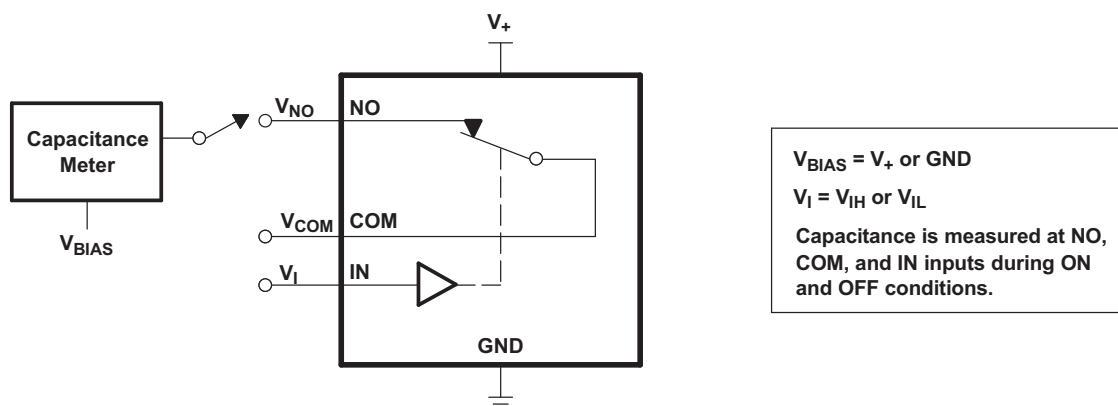 V+
Capacitance
Meter
VBIAS
VNO
NO
VCOM
COM
VI
IN
GND
VBIAS = V+ or GND
VI = VIH or VIL
Capacitance is measured at NO,
COM, and IN inputs during ON
and OFF conditions.